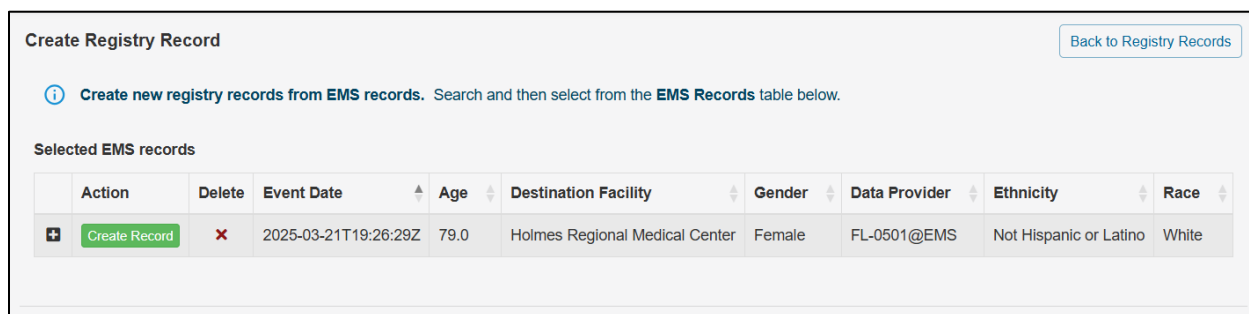 Create Registry Record
Back to Registry Records
Create new registry records from EMS records. Search and then select from the EMS Records table below.
Selected EMS records
Action Delete Event Date Age Destination Facility Gender Data Provider Ethnicity Race
Create Record 2025-03-21T19:26:29Z 79.0 Holmes Regional Medical Center Female FL-0501@EMS Not Hispanic or Latino White